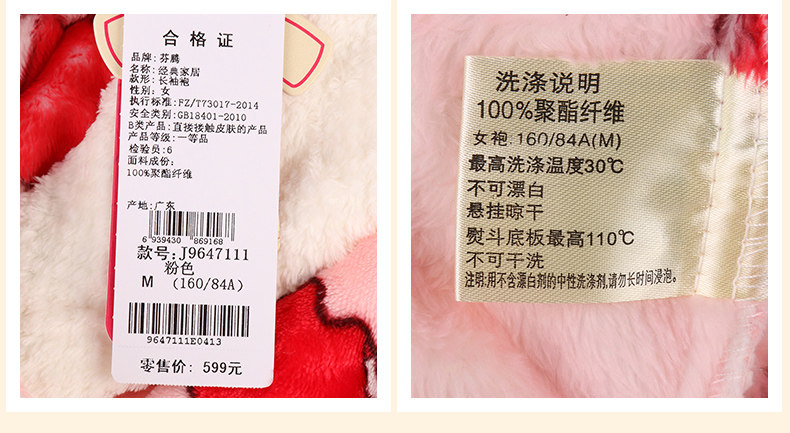 合格证
品牌:芬腾
名称:经典家居
款形:长袖袍
性别:女
执行标准:FZ/T73017-2014
安全类别:GB18401-2010
B类产品:直接接触皮肤的产品
产品等级:一等品
检验员:6
面料成份:
100%聚酯纤维
产地:广东
6 939430 869168
款号:J9647111
粉色
M (160/84A)
9647111E0413
零售价: 599元
洗涤说明
100%聚酯纤维
女袍:160/84A(M)
最高洗涤温度30℃
不可漂白
悬挂晾干
熨斗底板最高110℃
不可干洗
注明:用不含漂白剂的中性洗涤剂,请勿长时间浸泡。